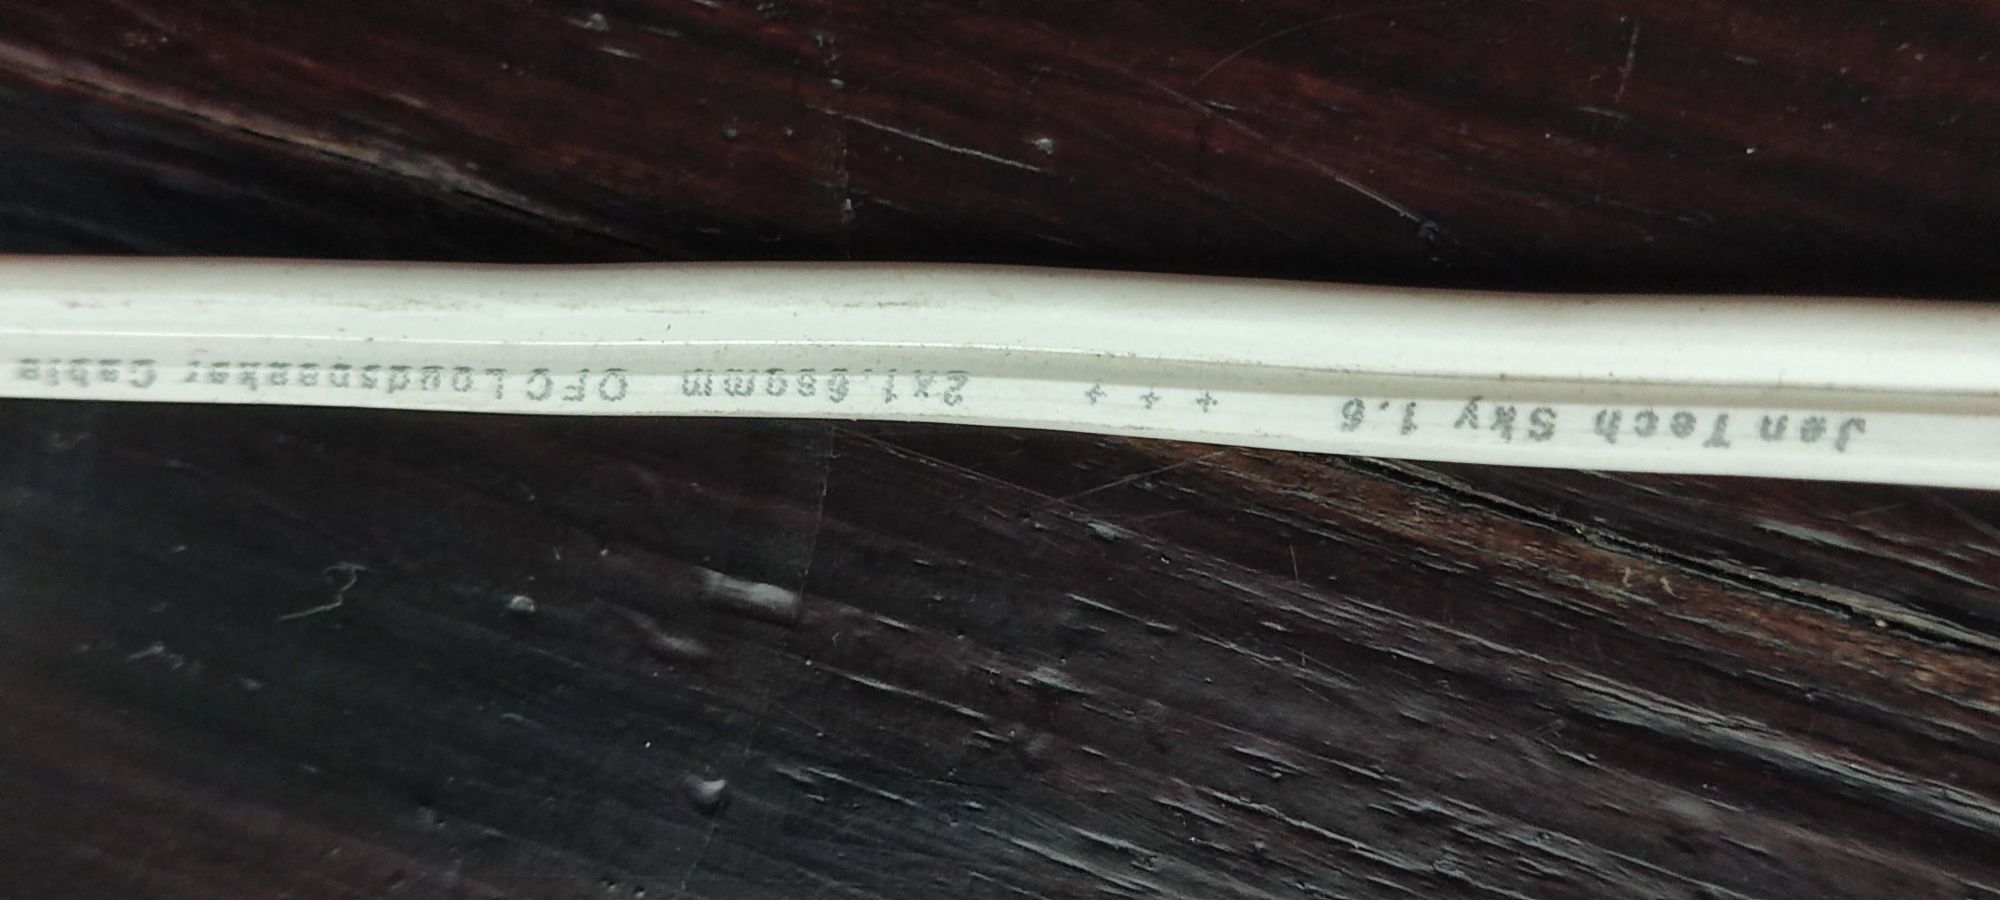 Jen Tech Sky 1.6 + + + 2x1.6sqmm OFC Loudspeaker Cable